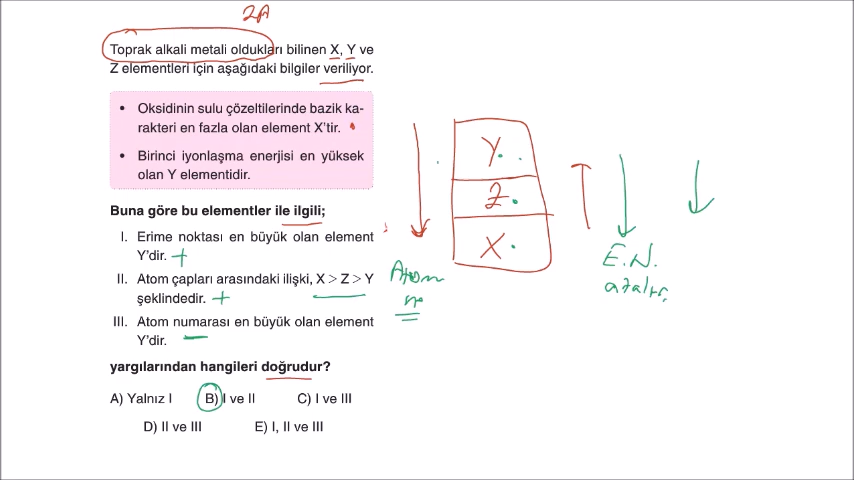 2A
Toprak alkali metali oldukları bilinen X, Y ve
Z elementleri için aşağıdaki bilgiler veriliyor.
• Oksidinin sulu çözeltilerinde bazik ka-
rakteri en fazla olan element X'tir.
• Birinci iyonlaşma enerjisi en yüksek
olan Y elementidir.
Buna göre bu elementler ile ilgili;
I. Erime noktası en büyük olan element
Y'dir. +
II. Atom çapları arasındaki ilişki, X > Z > Y
şeklindedir. +
III. Atom numarası en büyük olan element
Y'dir. –
yargılarından hangileri doğrudur?
A) Yalnız I B) I ve II C) I ve III
D) II ve III E) I, II ve III
Y
Z
X
Atom
E.N.
azalır